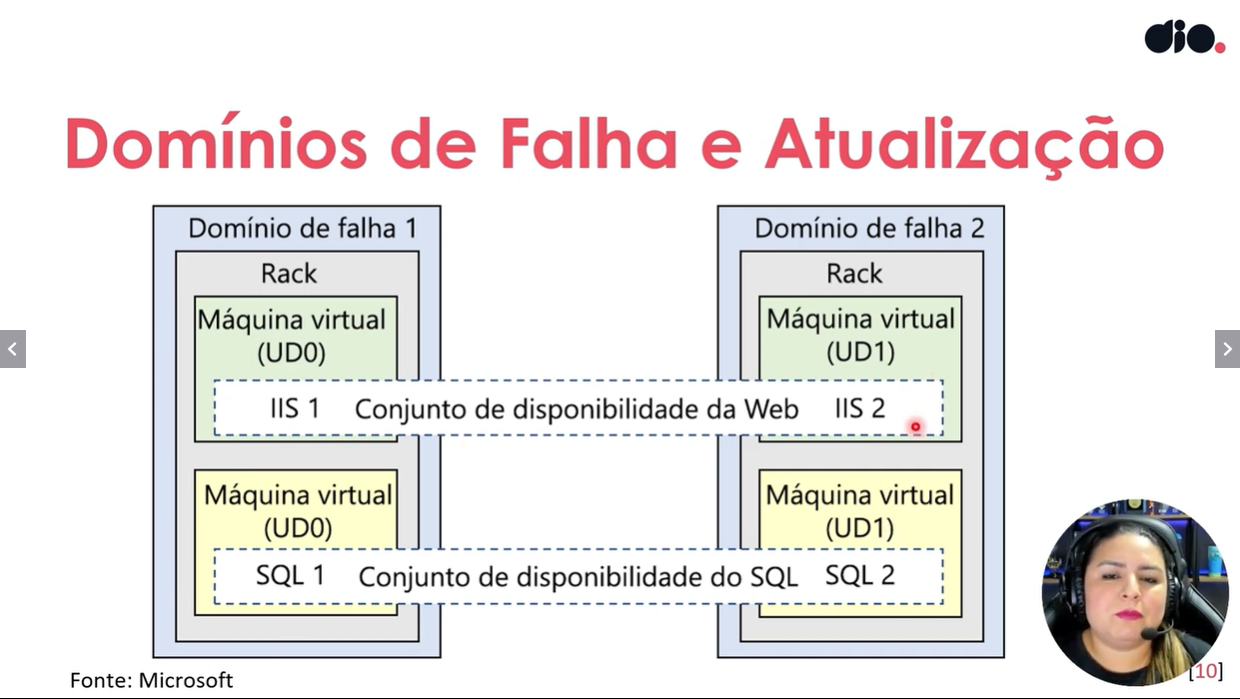 dio.
Domínios de Falha e Atualização
Domínio de falha 1
Rack
Máquina virtual
(UD0)
IIS 1
Conjunto de disponibilidade da Web
Máquina virtual
(UD0)
SQL 1
Conjunto de disponibilidade do SQL
Domínio de falha 2
Rack
Máquina virtual
(UD1)
IIS 2
Máquina virtual
(UD1)
SQL 2
Fonte: Microsoft
[10]